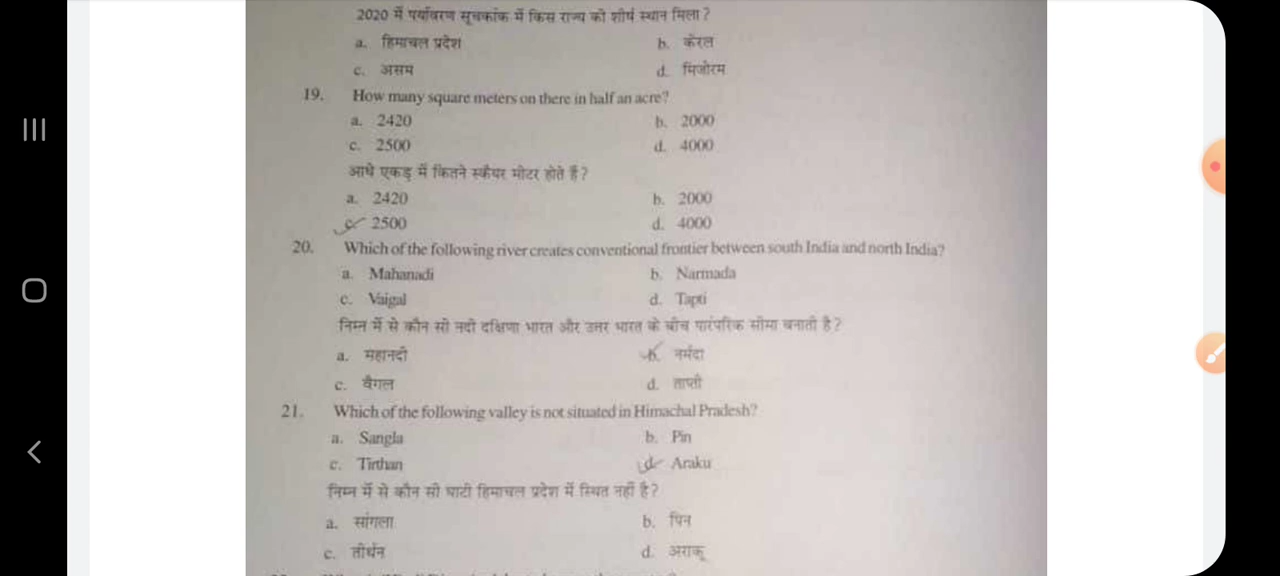 2020 में पर्यावरण सूचकांक में किस राज्य को शीर्ष स्थान मिला?
a. हिमाचल प्रदेश b. केरल
c. असम d. मिजोरम
19. How many square meters on there in half an acre?
a. 2420 b. 2000
c. 2500 d. 4000
आधे एकड़ में कितने स्कैयर मीटर होते हैं?
a. 2420 b. 2000
c. 2500 d. 4000
20. Which of the following river creates conventional frontier between south India and north India?
a. Mahanadi b. Narmada
c. Vaigal d. Tapti
निम्न में से कौन सी नदी दक्षिणा भारत और उत्तर भारत के बीच पारंपरिक सीमा बनाती है?
a. महानदी b. नर्मदा
c. वैगल d. ताप्ती
21. Which of the following valley is not situated in Himachal Pradesh?
a. Sangla b. Pin
c. Tirthan d. Araku
निम्न में से कौन सी घाटी हिमाचल प्रदेश में स्थित नहीं है?
a. सांगला b. पिन
c. तीर्थन d. अराकू